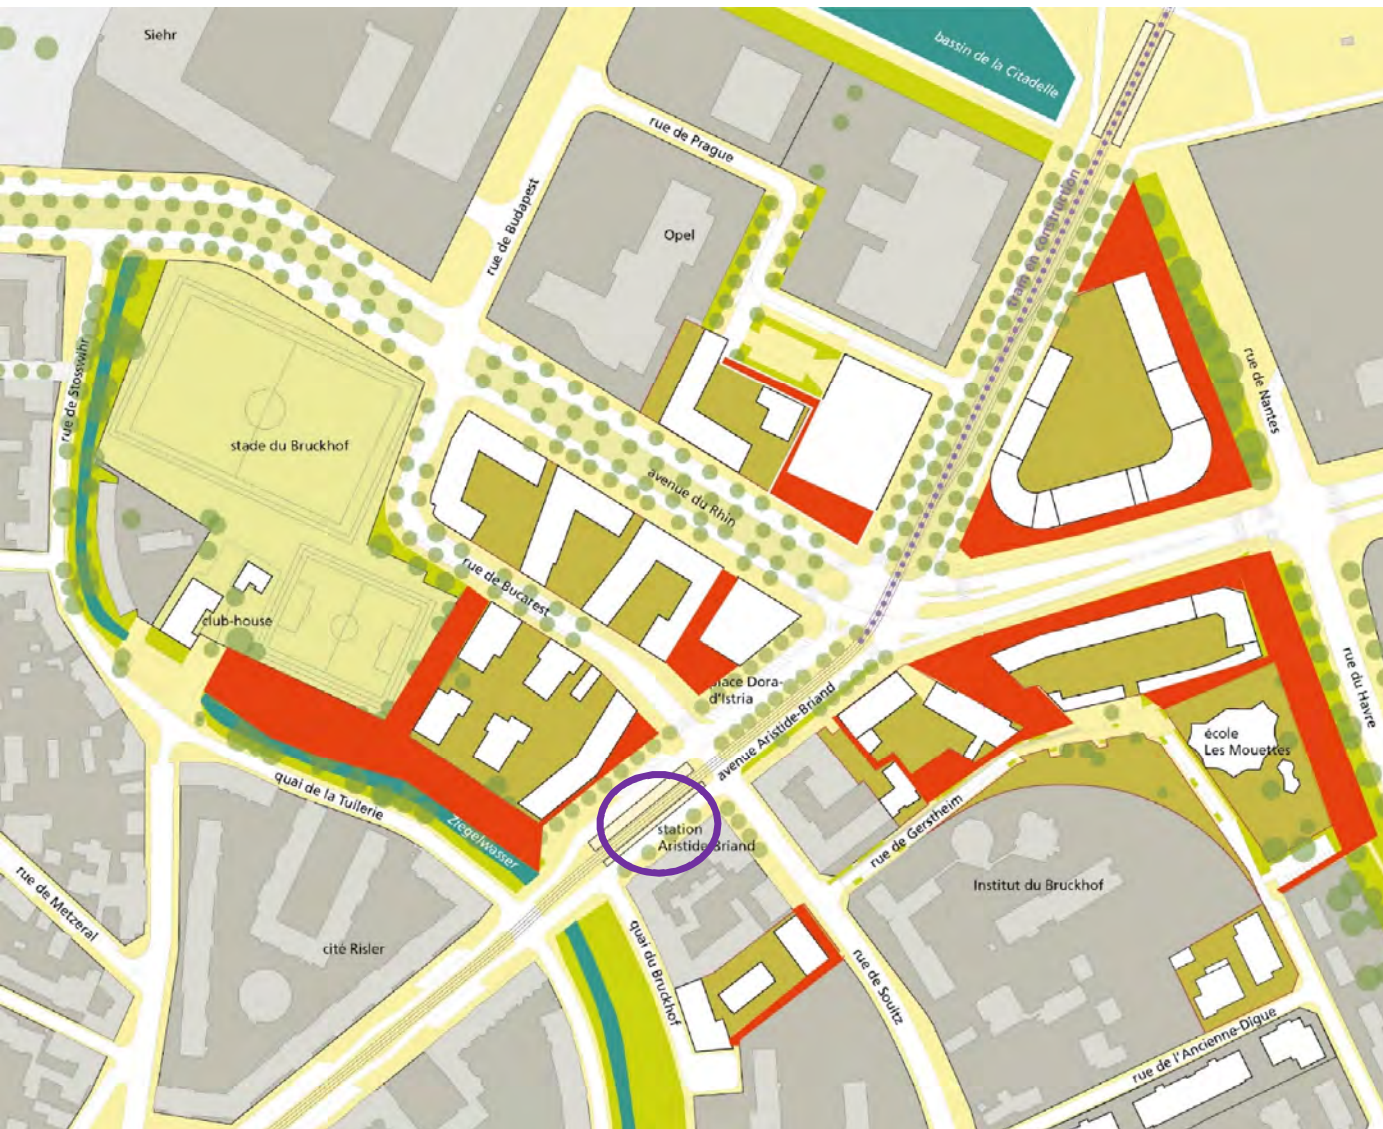 Siehr
bassin de la Citadelle
rue de Prague
rue de Budapest
Opel
tram en construction
rue de Stosswihr
stade du Bruckhof
rue de Nantes
avenue du Rhin
rue de Bucarest
club-house
place Dora-
d'Istria
avenue Aristide-Briand
rue du Havre
école
Les Mouettes
quai de la Tuilerie
Ziegelwasser
station
Aristide Briand
rue de Gerstheim
Institut du Bruckhof
rue de Metzeral
cité Risler
quai du Bruckhof
rue de Soultz
rue de l'Ancienne-Digue